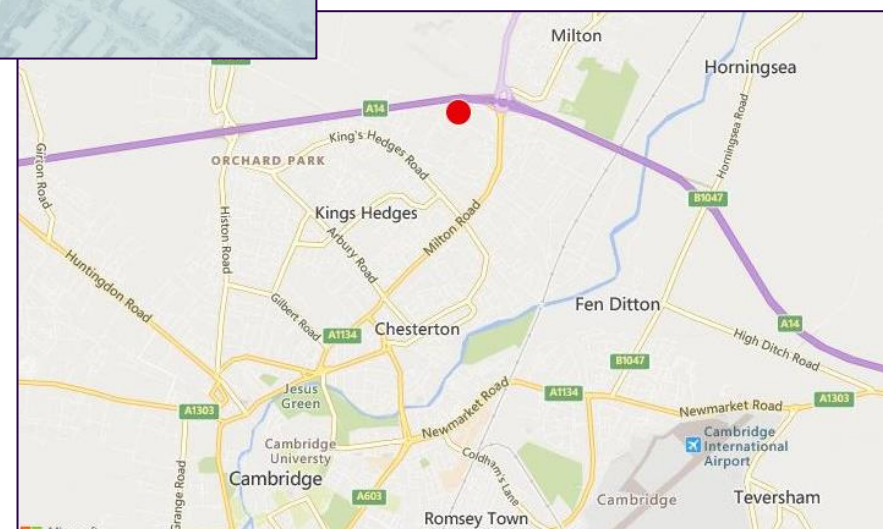 Milton
Horningsea
A14
Horningsea Road
King's Hedges Road
ORCHARD PARK
Girton Road
B1047
Kings Hedges
Histon Road
Milton Road
Arbury Road
Huntingdon Road
Fen Ditton
Gilbert Road
A14
A1134
Chesterton
High Ditch Road
B1047
Jesus
Green
A1134
A1303
A1303
Newmarket Road
Newmarket Road
Cambridge
International
Airport
Cambridge
Universty
Coldham's Lane
Cambridge
Grange Road
A603
Cambridge
Teversham
Romsey Town